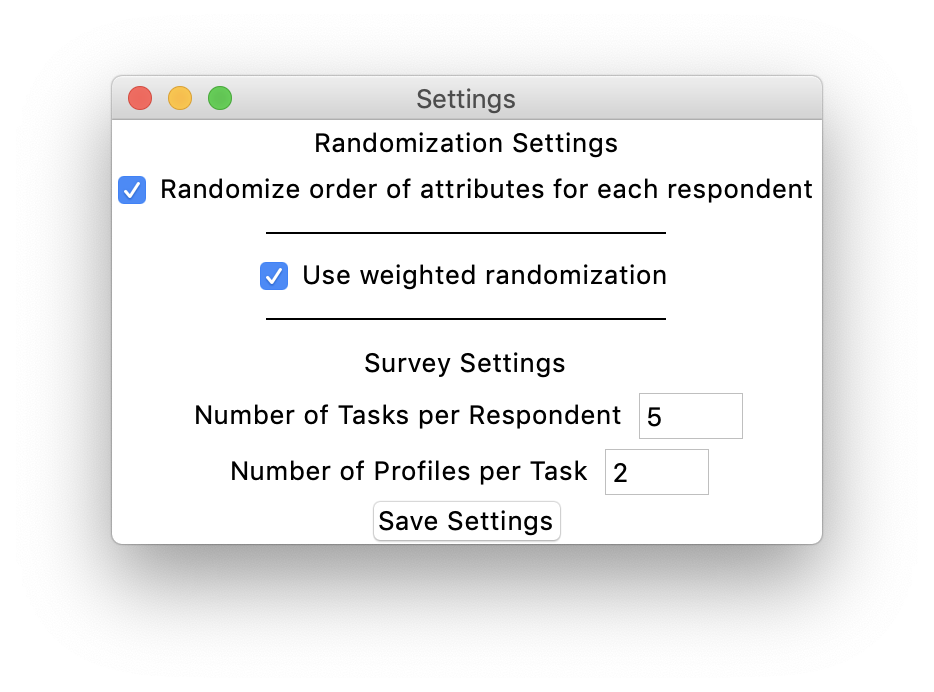 Settings
Randomization Settings
Randomize order of attributes for each respondent
Use weighted randomization
Survey Settings
Number of Tasks per Respondent 5
Number of Profiles per Task 2
Save Settings